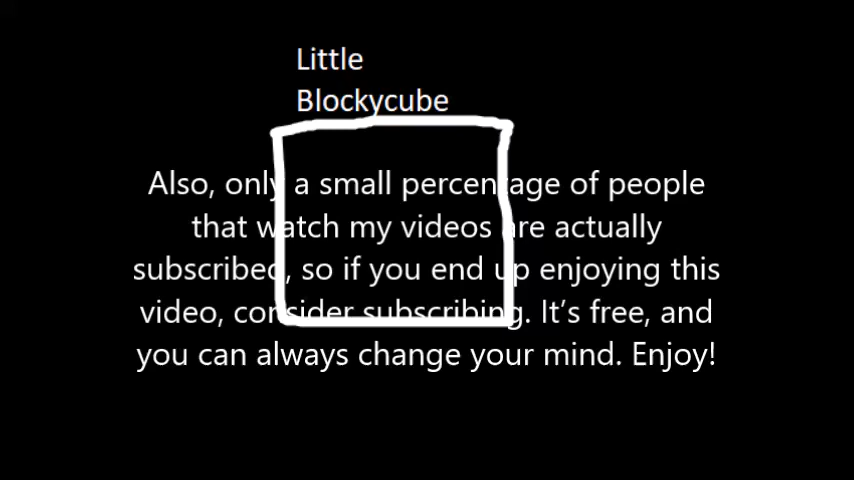 Little
Blockycube
Also, only a small percentage of people
that watch my videos are actually
subscribed, so if you end up enjoying this
video, consider subscribing. It’s free, and
you can always change your mind. Enjoy!